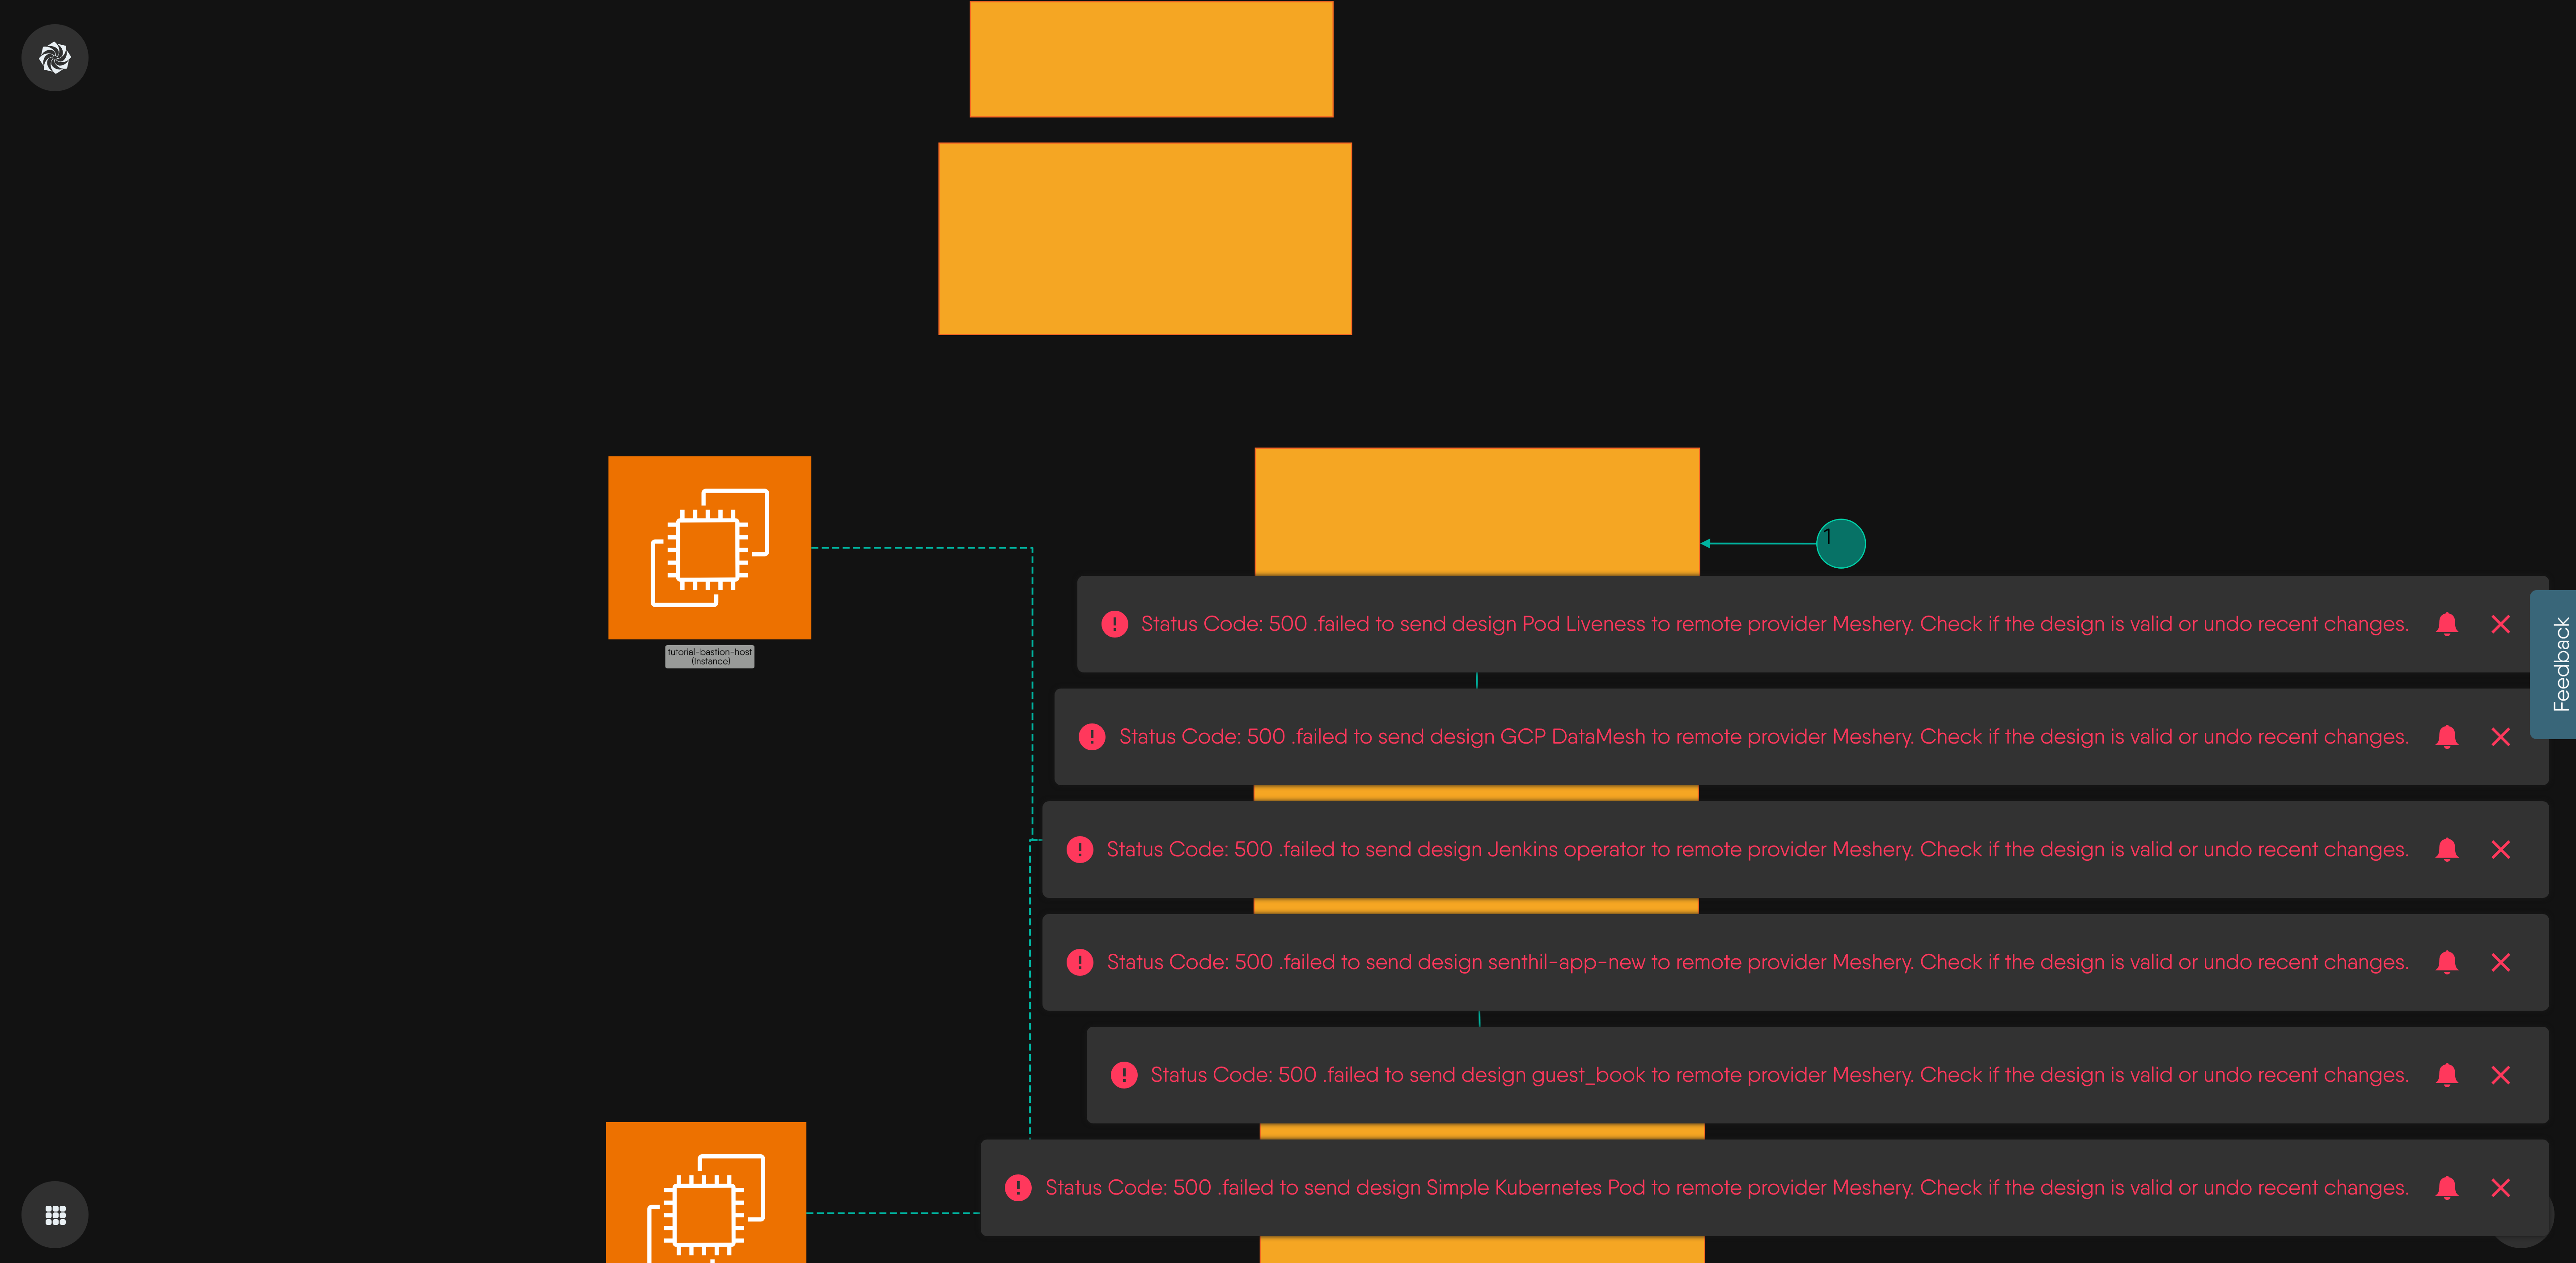 1
Status Code: 500 .failed to send design Pod Liveness to remote provider Meshery. Check if the design is valid or undo recent changes.
Feedback
tutorial-bastion-host
(Instance)
Status Code: 500 .failed to send design GCP DataMesh to remote provider Meshery. Check if the design is valid or undo recent changes.
Status Code: 500 .failed to send design Jenkins operator to remote provider Meshery. Check if the design is valid or undo recent changes.
Status Code: 500 .failed to send design senthil-app-new to remote provider Meshery. Check if the design is valid or undo recent changes.
Status Code: 500 .failed to send design guest_book to remote provider Meshery. Check if the design is valid or undo recent changes.
Status Code: 500 .failed to send design Simple Kubernetes Pod to remote provider Meshery. Check if the design is valid or undo recent changes.